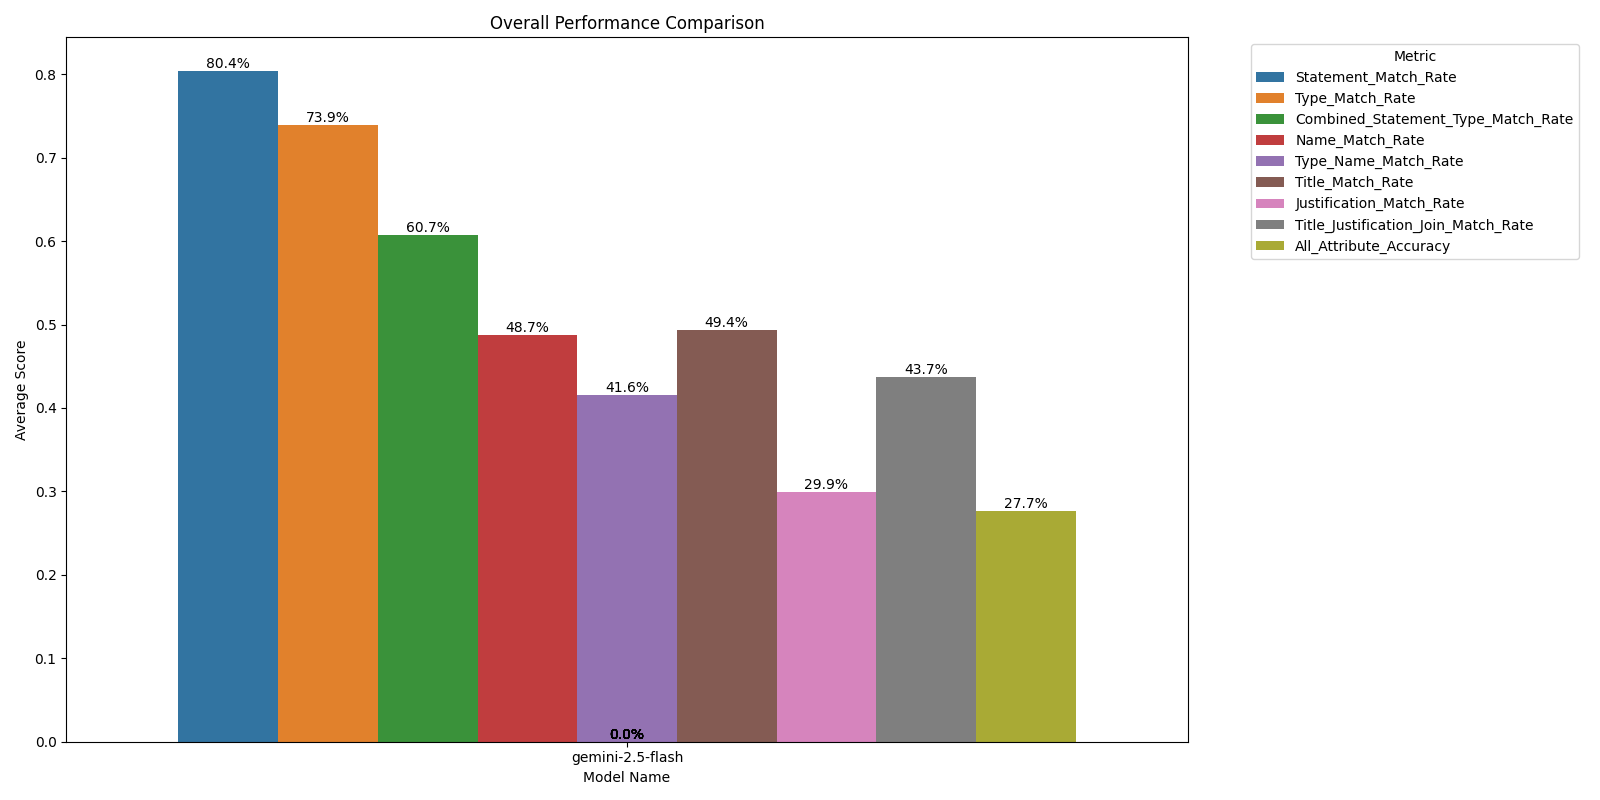 Overall Performance Comparison
Average Score
0.8
0.7
0.6
0.5
0.4
0.3
0.2
0.1
0.0
80.4%
73.9%
60.7%
48.7%
41.6%
49.4%
29.9%
43.7%
27.7%
0.0%
gemini-2.5-flash
Model Name
Metric
Statement_Match_Rate
Type_Match_Rate
Combined_Statement_Type_Match_Rate
Name_Match_Rate
Type_Name_Match_Rate
Title_Match_Rate
Justification_Match_Rate
Title_Justification_Join_Match_Rate
All_Attribute_Accuracy